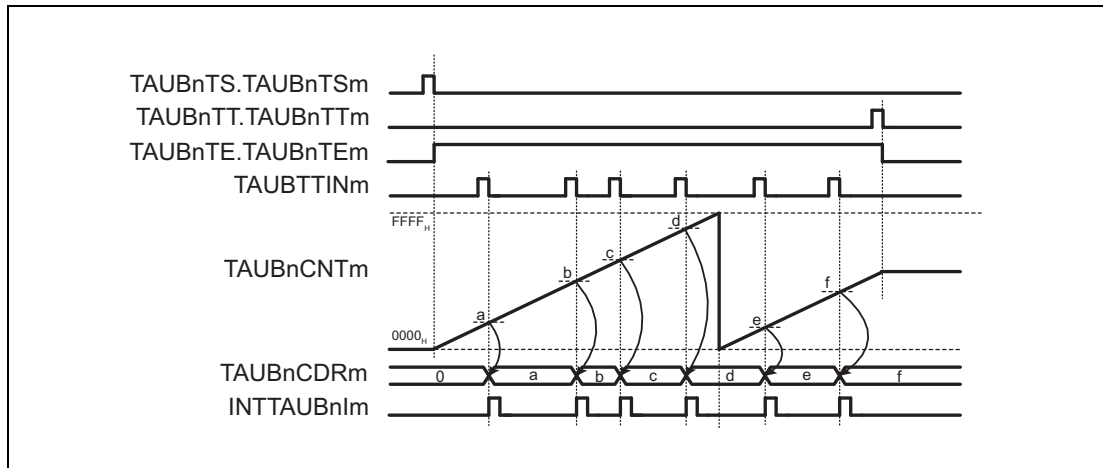 TAUBnTS.TAUBnTSm
TAUBnTT.TAUBnTTm
TAUBnTE.TAUBnTEm
TAUBTTINm
FFFFH
TAUBnCNTm
a
b
c
d
e
f
0000H
TAUBnCDRm
0 a b c d e f
INTTAUBnIm